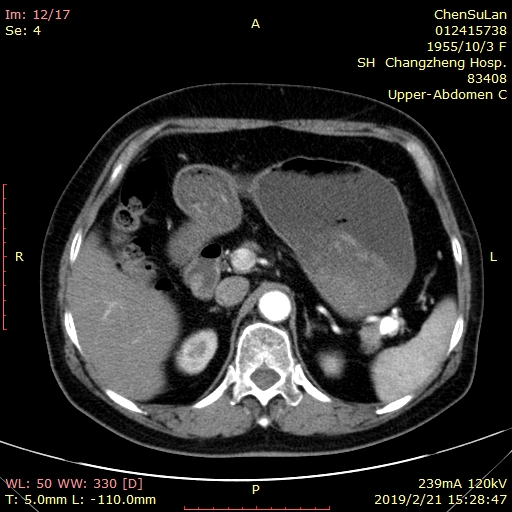 Im: 12/17
Se: 4
A
ChenSuLan
012415738
1955/10/3 F
SH Changzheng Hosp.
83408
Upper-Abdomen C
R
L
WL: 50 WW: 330 [D]
T: 5.0mm L: -110.0mm
P
239mA 120kV
2019/2/21 15:28:47